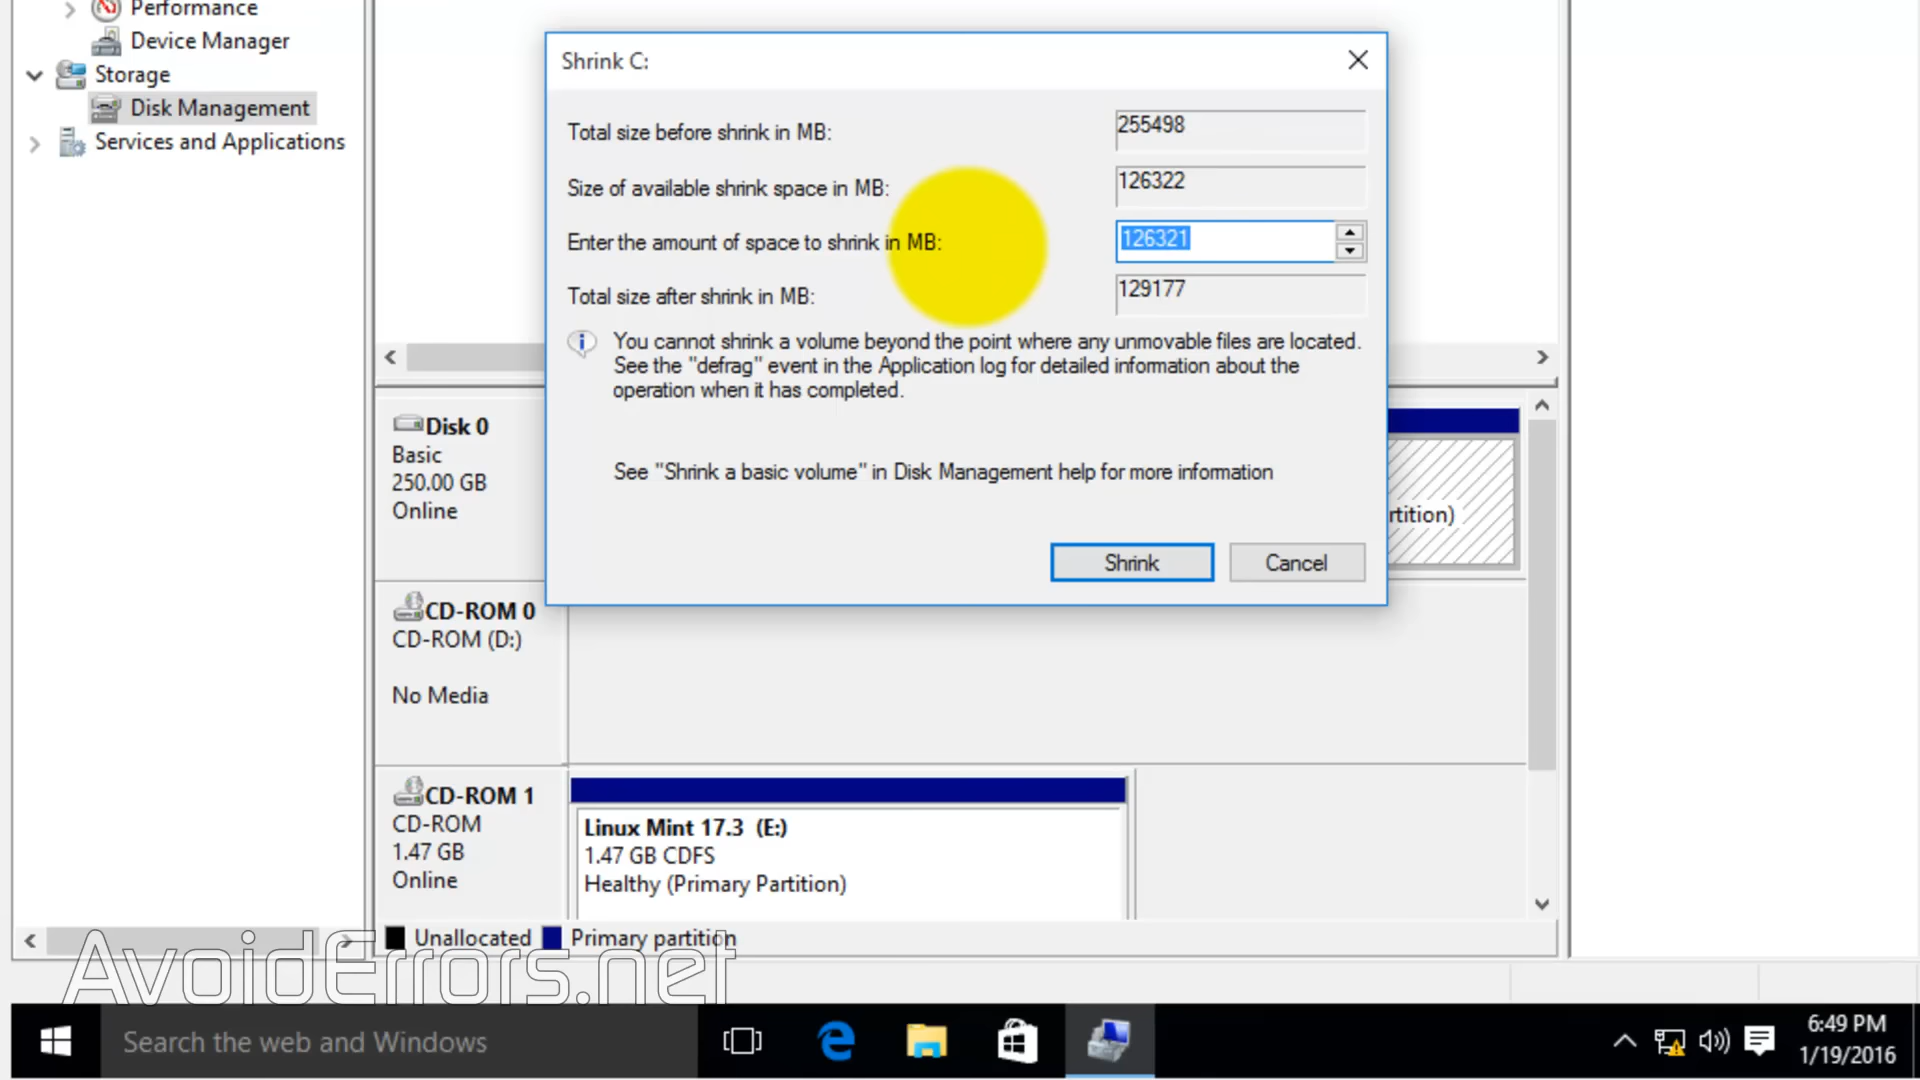 Performance
Device Manager
Storage
Disk Management
Services and Applications
Shrink C:
Total size before shrink in MB: 255498
Size of available shrink space in MB: 126322
Enter the amount of space to shrink in MB: 126321
Total size after shrink in MB: 129177
You cannot shrink a volume beyond the point where any unmovable files are located.
See the "defrag" event in the Application log for detailed information about the
operation when it has completed.
See "Shrink a basic volume" in Disk Management help for more information
Shrink Cancel
Disk 0
Basic
250.00 GB
Online
rtition)
CD-ROM 0
CD-ROM (D:)
No Media
CD-ROM 1
CD-ROM
1.47 GB
Online
Linux Mint 17.3 (E:)
1.47 GB CDFS
Healthy (Primary Partition)
Unallocated Primary partition
AvoidErrors.net
Search the web and Windows
6:49 PM
1/19/2016